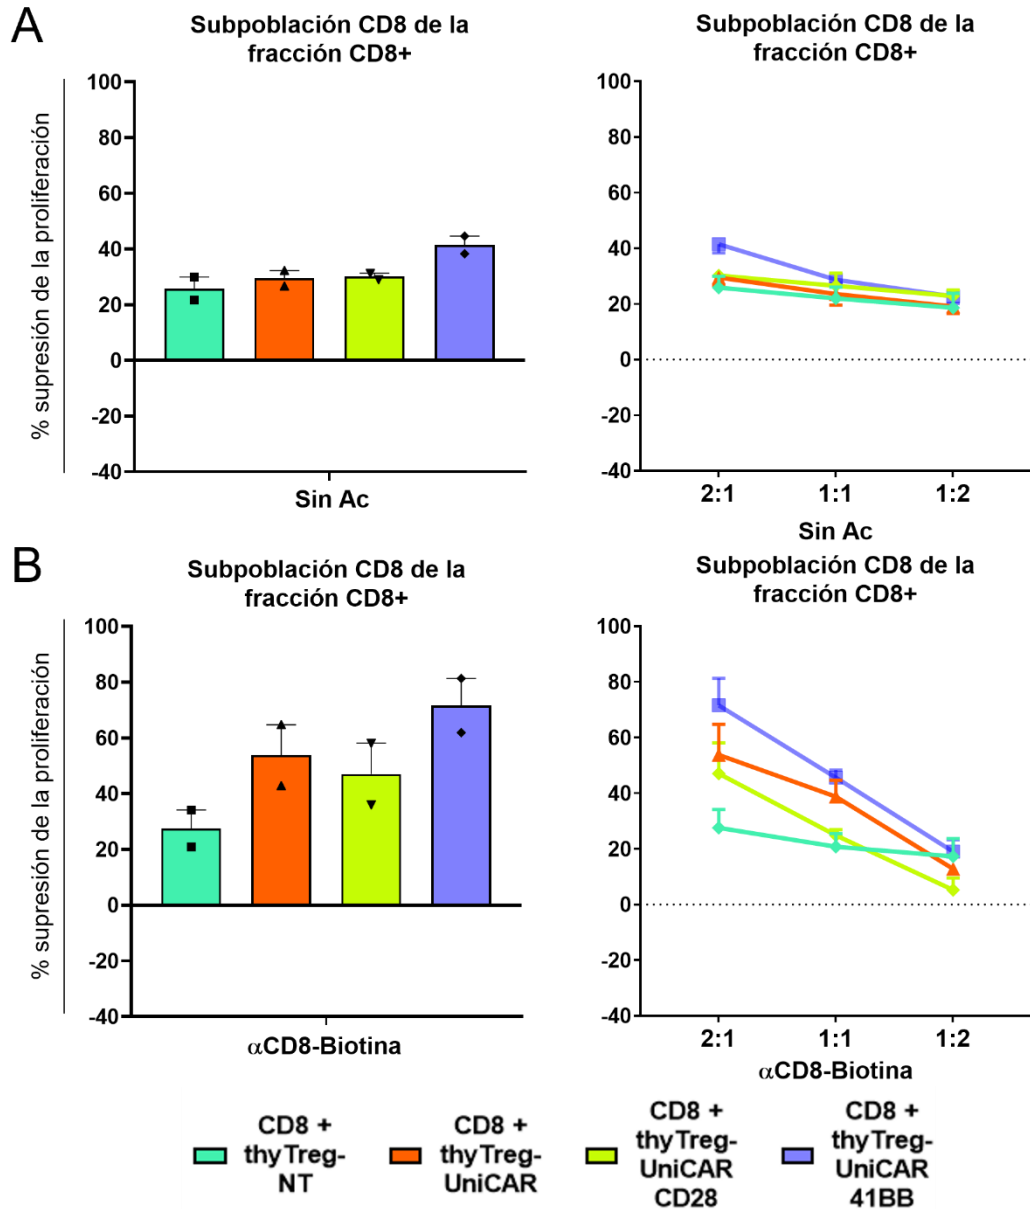 A
Subpoblación CD8 de la
fracción CD8+
% supresión de la proliferación
100
80
60
40
20
0
-20
-40
Sin Ac
Subpoblación CD8 de la
fracción CD8+
100
80
60
40
20
0
-20
-40
2:1 1:1 1:2
Sin Ac
B
Subpoblación CD8 de la
fracción CD8+
% supresión de la proliferación
100
80
60
40
20
0
-20
-40
αCD8-Biotina
Subpoblación CD8 de la
fracción CD8+
100
80
60
40
20
0
-20
-40
2:1 1:1 1:2
αCD8-Biotina
CD8 +
thyTreg-
NT
CD8 +
thyTreg-
UniCAR
CD8 +
thyTreg-
UniCAR
CD28
CD8 +
thyTreg-
UniCAR
41BB